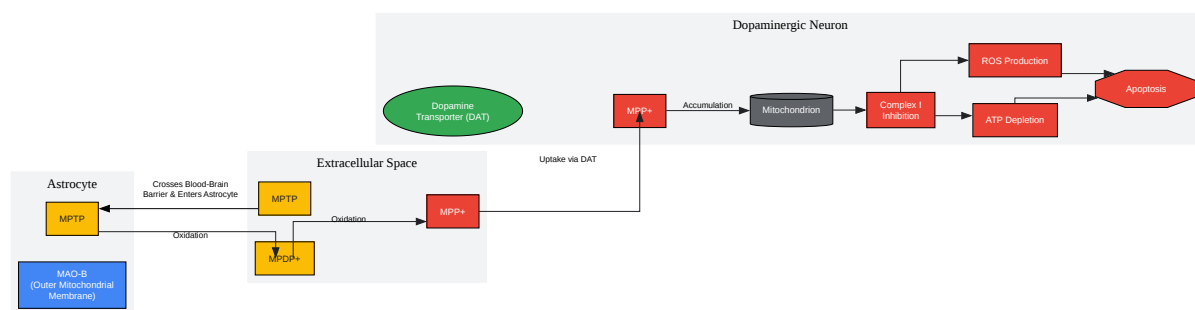 Dopaminergic Neuron
ROS Production
Dopamine
Transporter (DAT)
MPP+
Accumulation
Mitochondrion
Complex I
Inhibition
ATP Depletion
Apoptosis
Uptake via DAT
Extracellular Space
MPTP
Oxidation
MPP+
MPDP+
Crosses Blood-Brain
Barrier & Enters Astrocyte
Astrocyte
MPTP
Oxidation
MAO-B
(Outer Mitochondrial
Membrane)